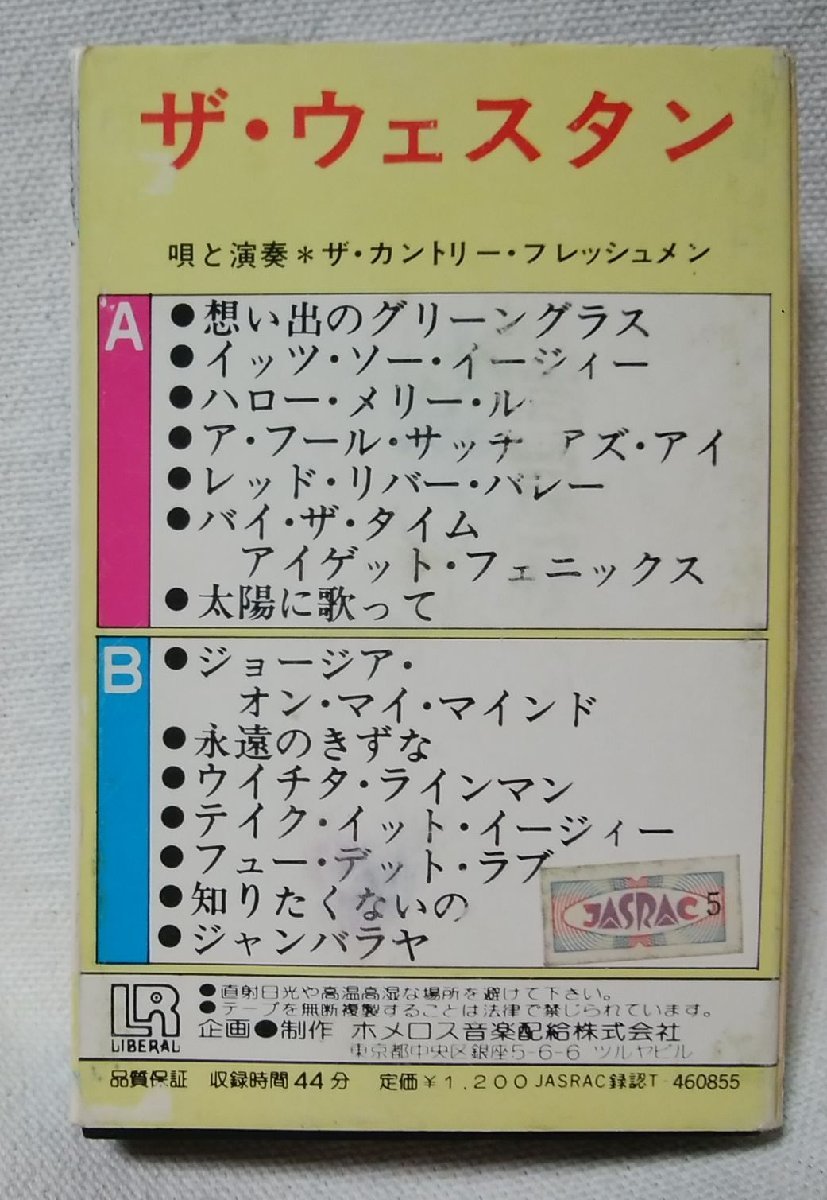 ザ・ウェスタン
唄と演奏＊ザ・カントリー・フレッシュメン
A
●想い出のグリーングラス
●イッツ・ソー・イージィー
●ハロー・メリー・ル
●ア・フール・サッチ アズ・アイ
●レッド・リバー・バレー
●バイ・ザ・タイム
アイゲット・フェニックス
●太陽に歌って
B
●ジョージア・
オン・マイ・マインド
●永遠のきずな
●ウイチタ・ラインマン
●テイク・イット・イージィー
●フュー・デット・ラブ
●知りたくないの
●ジャンバラヤ
JASRAC 5
LR
LIBERAL
●直射日光や高温高湿な場所を避けて下さい。
●テープを無断複製することは法律で禁じられています。
企画●制作 ホメロス音楽配給株式会社
東京都中央区銀座5-6-6 ツルヤビル
品質保証 収録時間44分 定価￥1,200 JASRAC録認T-460855